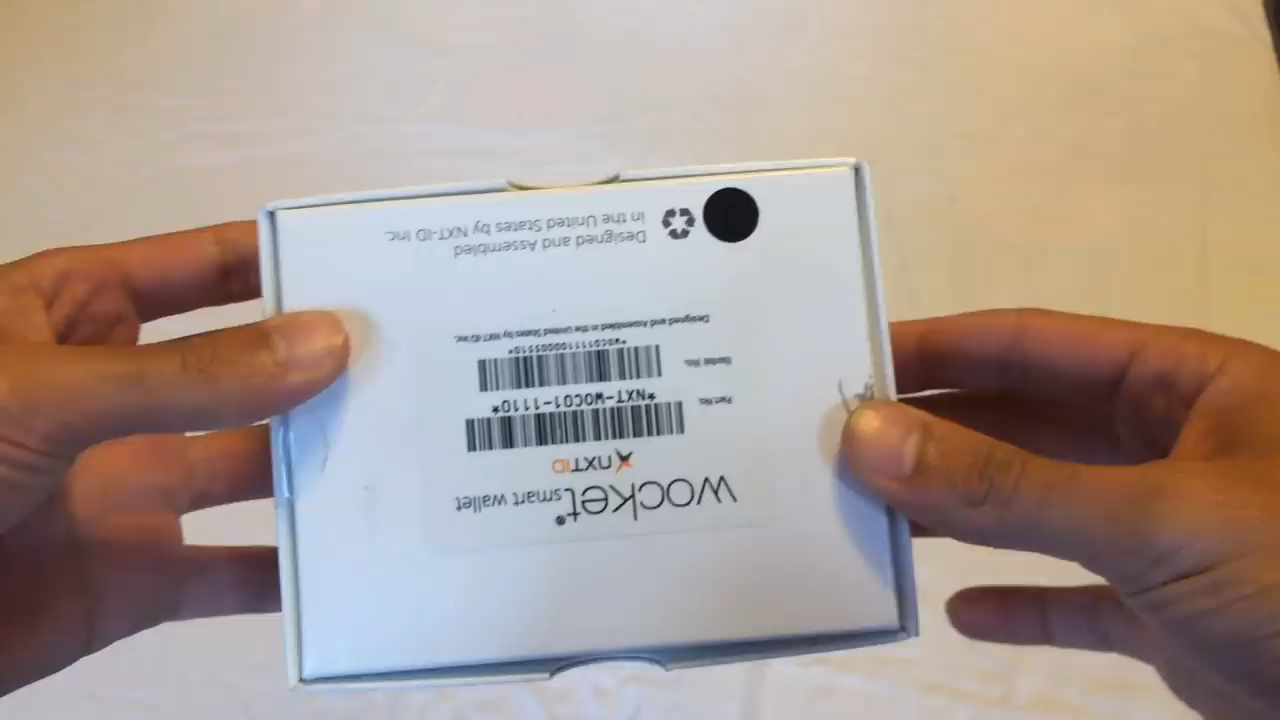 wocket® smart wallet
nxtID
Part No.
*NXT-WOC01-1110*
Serial No.
Designed and Assembled in the United States by NXT-ID Inc.
Designed and Assembled
in the United States by NXT-ID Inc.